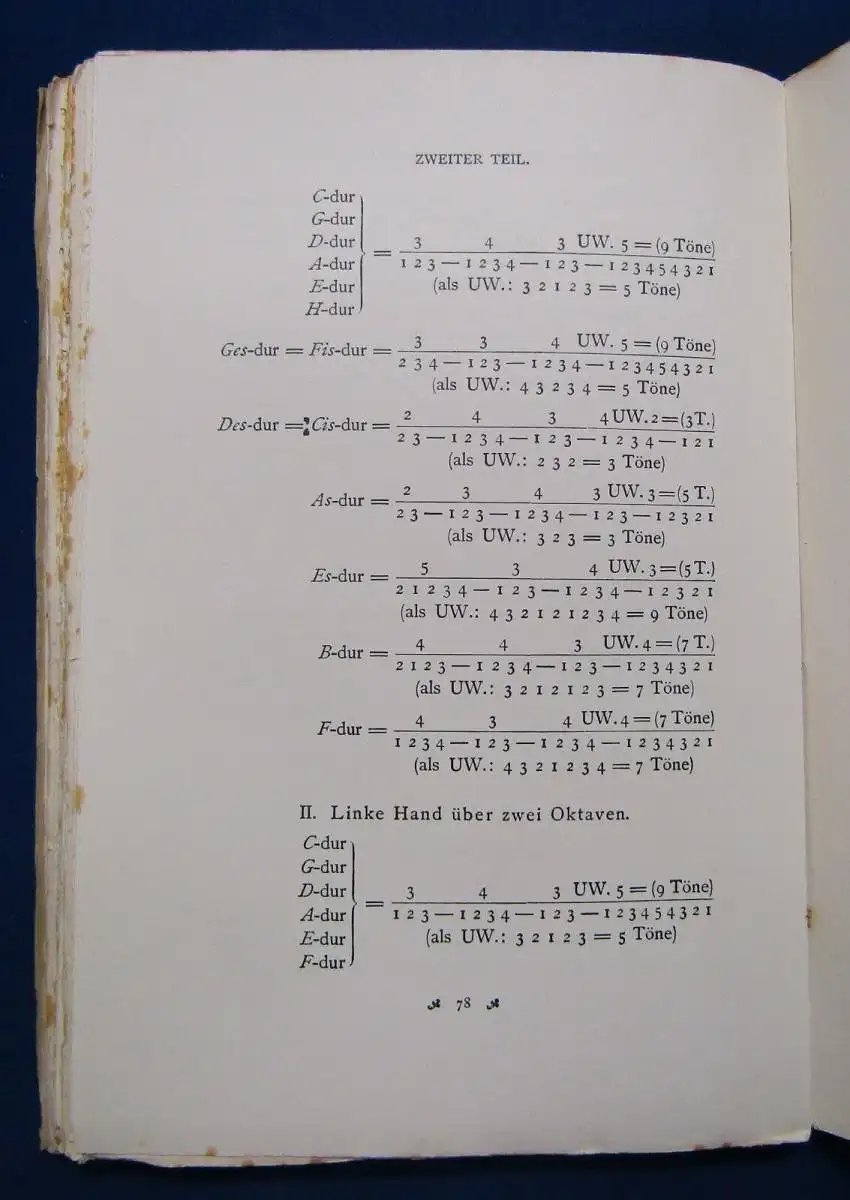 ZWEITER TEIL.
C-dur
G-dur
D-dur
A-dur
E-dur
H-dur
= 3 4 3 UW. 5 = (9 Töne)
1 2 3 — 1 2 3 4 — 1 2 3 — 1 2 3 4 5 4 3 2 1
(als UW.: 3 2 1 2 3 = 5 Töne)
Ges-dur = Fis-dur = 3 3 4 UW. 5 = (9 Töne)
2 3 4 — 1 2 3 — 1 2 3 4 — 1 2 3 4 5 4 3 2 1
(als UW.: 4 3 2 3 4 = 5 Töne)
Des-dur = Cis-dur = 2 4 3 4 UW. 2 = (3 T.)
2 3 — 1 2 3 4 — 1 2 3 — 1 2 3 4 — 1 2 1
(als UW.: 2 3 2 = 3 Töne)
As-dur = 2 3 4 3 UW. 3 = (5 T.)
2 3 — 1 2 3 — 1 2 3 4 — 1 2 3 — 1 2 3 2 1
(als UW.: 3 2 3 = 3 Töne)
Es-dur = 5 3 4 UW. 3 = (5 T.)
2 1 2 3 4 — 1 2 3 — 1 2 3 4 — 1 2 3 2 1
(als UW.: 4 3 2 1 2 1 2 3 4 = 9 Töne)
B-dur = 4 4 3 UW. 4 = (7 T.)
2 1 2 3 — 1 2 3 4 — 1 2 3 — 1 2 3 4 3 2 1
(als UW.: 3 2 1 2 1 2 3 = 7 Töne)
F-dur = 4 3 4 UW. 4 = (7 Töne)
1 2 3 4 — 1 2 3 — 1 2 3 4 — 1 2 3 4 3 2 1
(als UW.: 4 3 2 1 2 3 4 = 7 Töne)
II. Linke Hand über zwei Oktaven.
C-dur
G-dur
D-dur
A-dur
E-dur
F-dur
= 3 4 3 UW. 5 = (9 Töne)
1 2 3 — 1 2 3 4 — 1 2 3 — 1 2 3 4 5 4 3 2 1
(als UW.: 3 2 1 2 3 = 5 Töne)
78